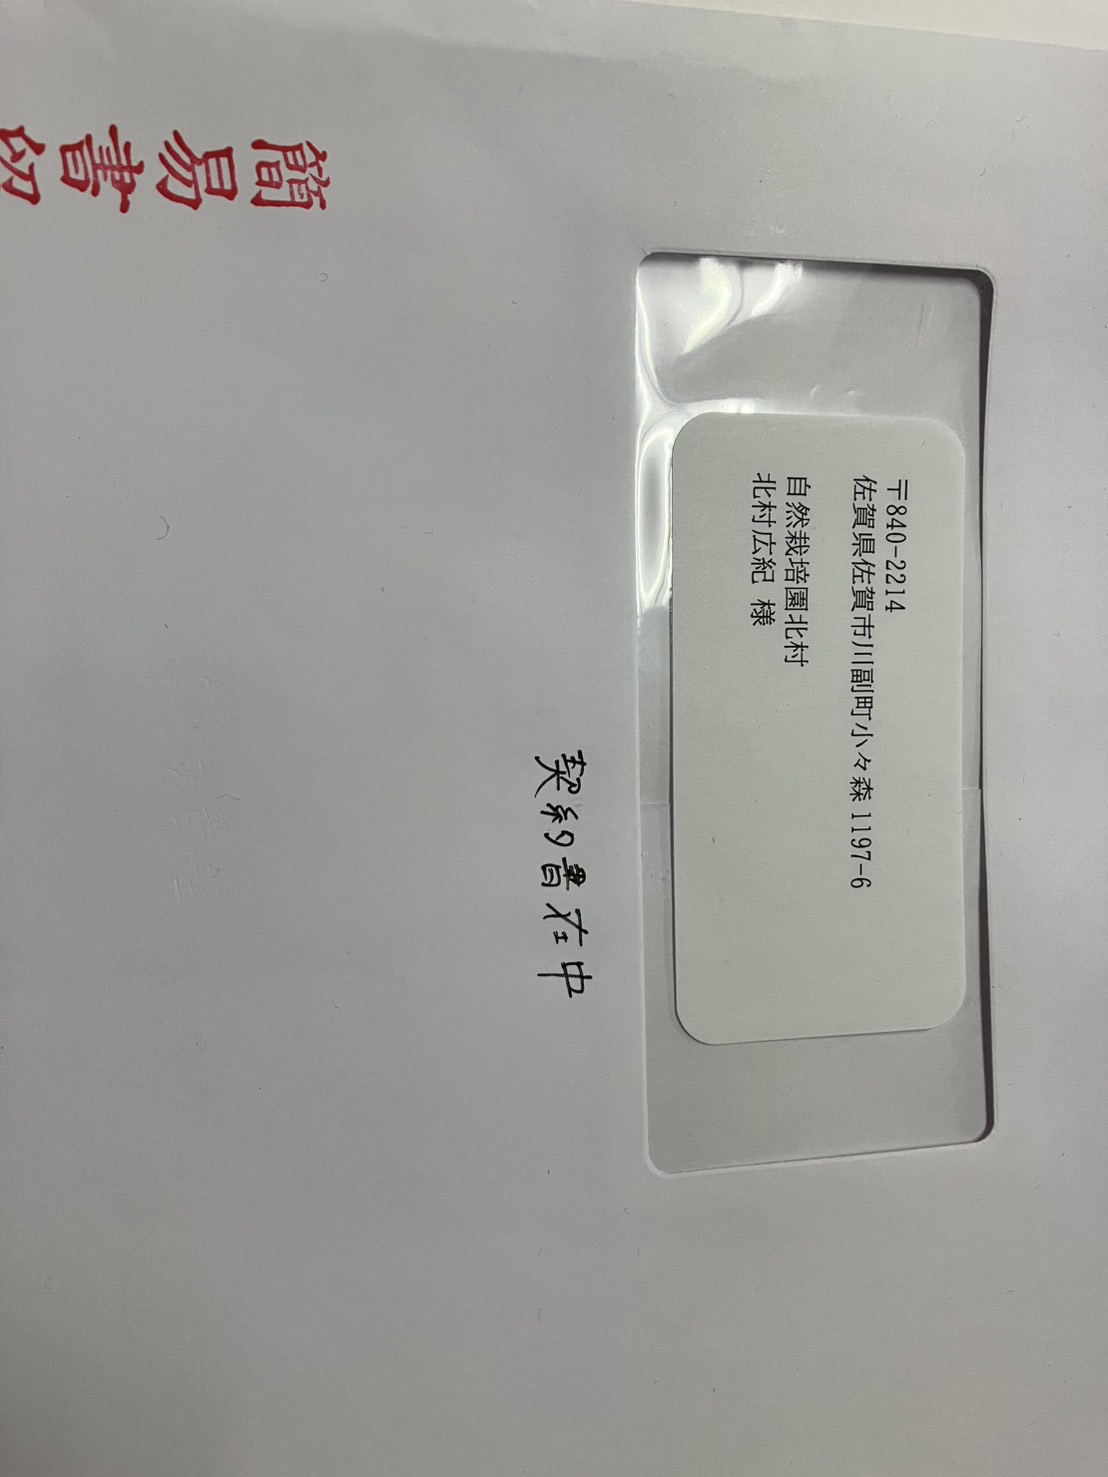 簡易書
〒840-2214
佐賀県佐賀市川副町小々森 1197-6
自然栽培園北村
北村広紀 様
契約書在中